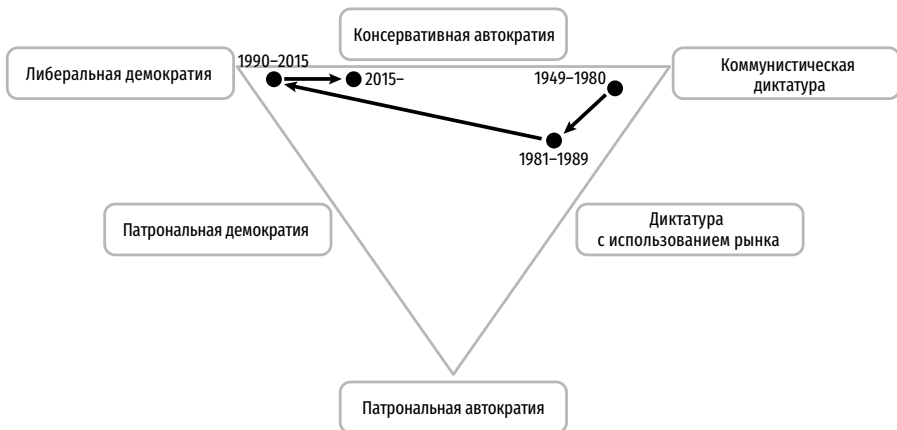 Консервативная автократия
Либеральная демократия
1990–2015
2015–
1949–1980
Коммунистическая
диктатура
1981–1989
Патрональная демократия
Диктатура
с использованием рынка
Патрональная автократия